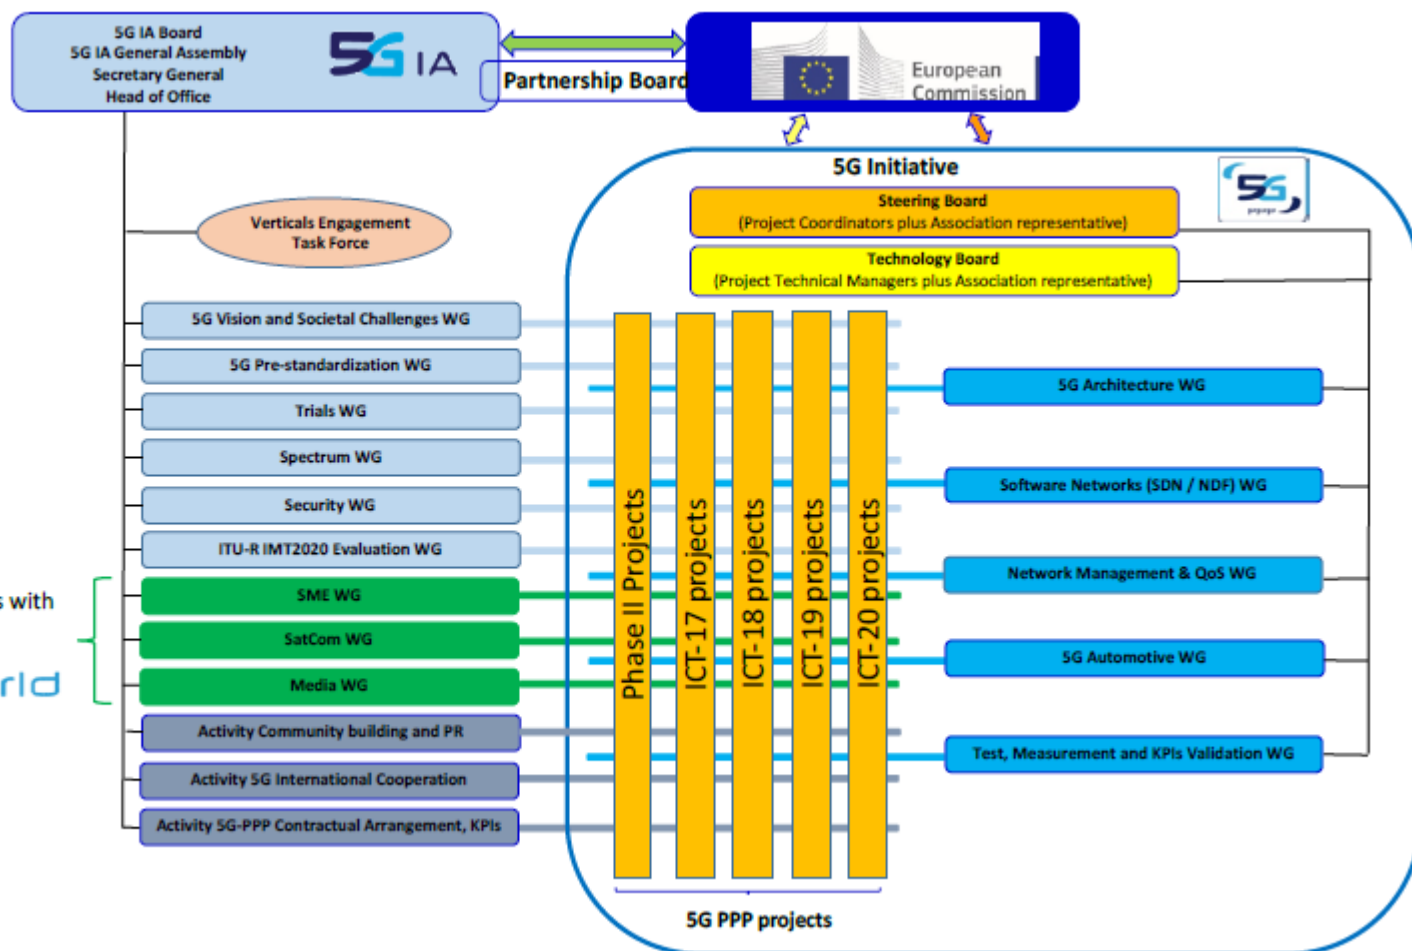 5G IA Board
5G IA General Assembly
Secretary General
Head of Office
5G IA
Partnership Board
European
Commission
5G Initiative
5G
Steering Board
(Project Coordinators plus Association representative)
Technology Board
(Project Technical Managers plus Association representative)
Verticals Engagement
Task Force
5G Vision and Societal Challenges WG
5G Pre-standardization WG
Trials WG
Spectrum WG
Security WG
ITU-R IMT2020 Evaluation WG
s with
rld
SME WG
SatCom WG
Media WG
Activity Community building and PR
Activity 5G International Cooperation
Activity 5G-PPP Contractual Arrangement, KPIs
Phase II Projects
ICT-17 projects
ICT-18 projects
ICT-19 projects
ICT-20 projects
5G Architecture WG
Software Networks (SDN / NDF) WG
Network Management & QoS WG
5G Automotive WG
Test, Measurement and KPIs Validation WG
5G PPP projects